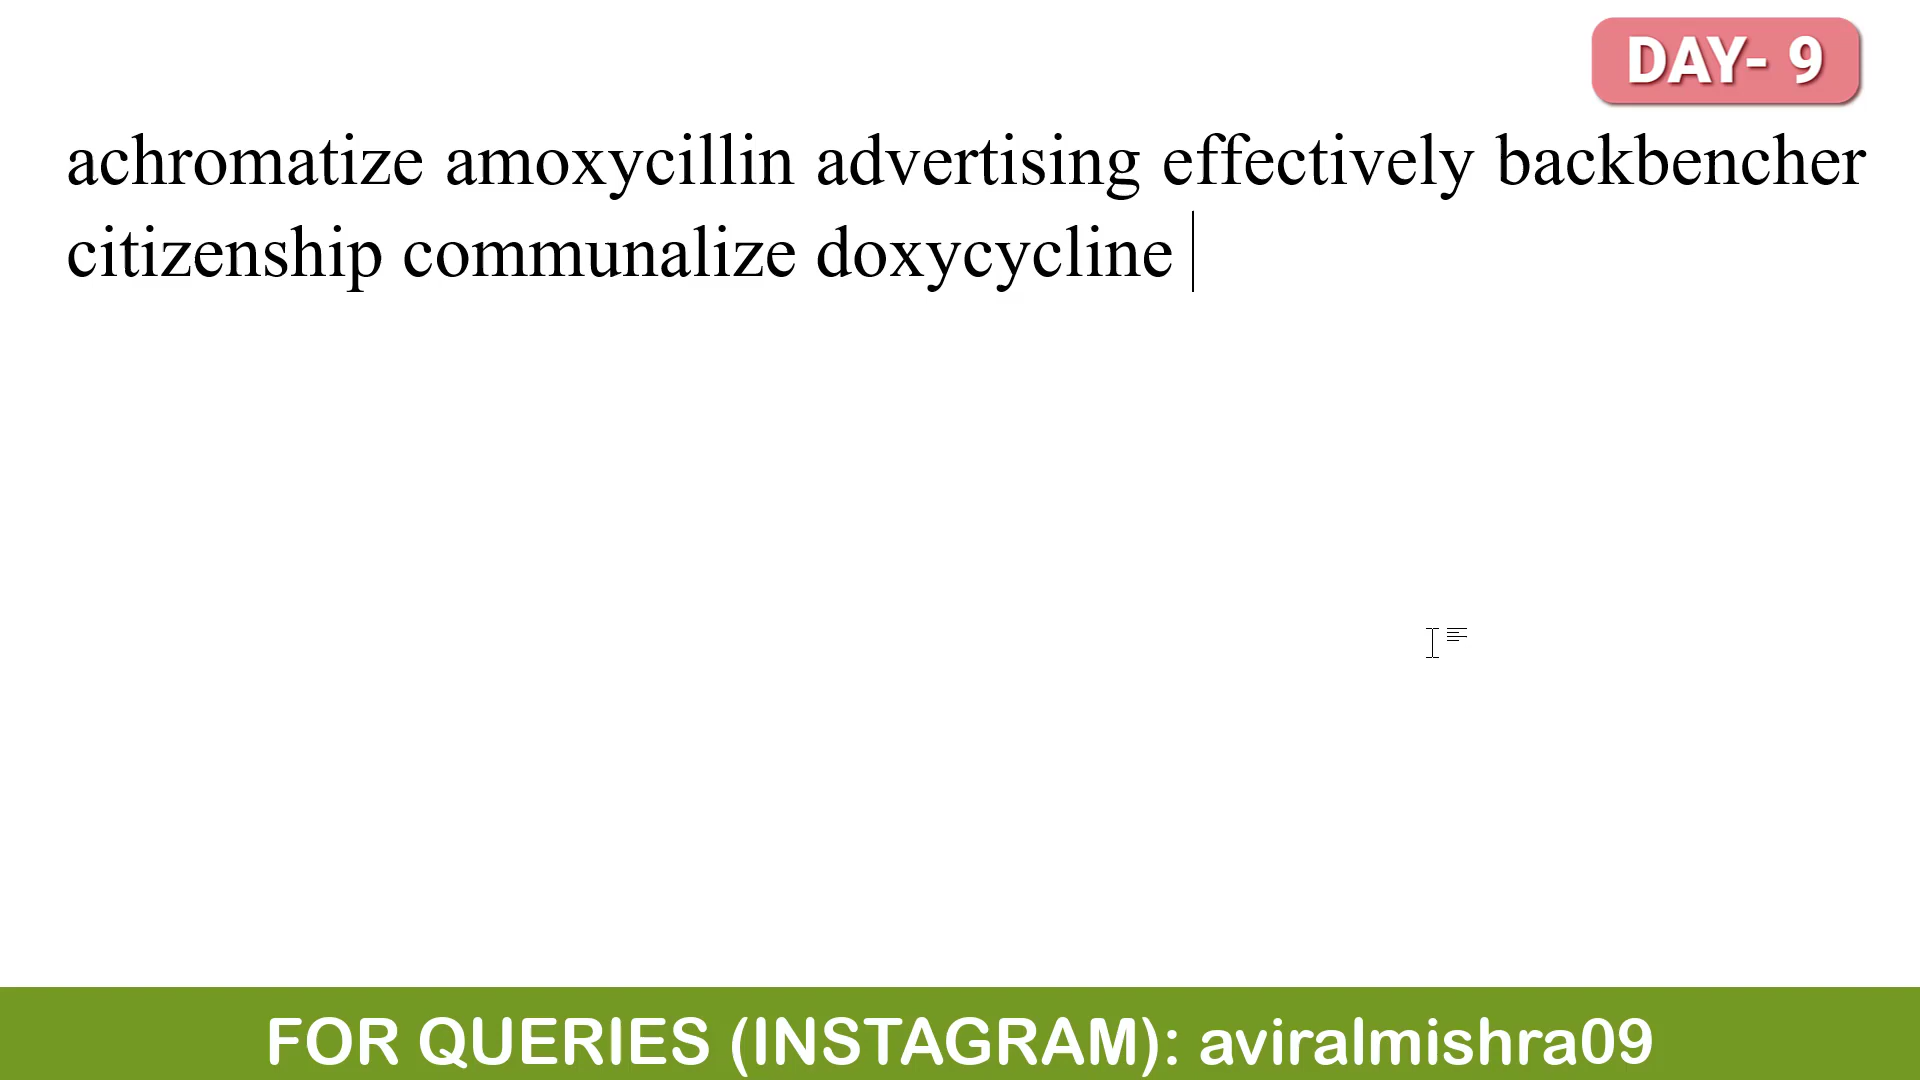 DAY- 9
achromatize amoxycillin advertising effectively backbencher
citizenship communalize doxycycline
FOR QUERIES (INSTAGRAM): aviralmishra09